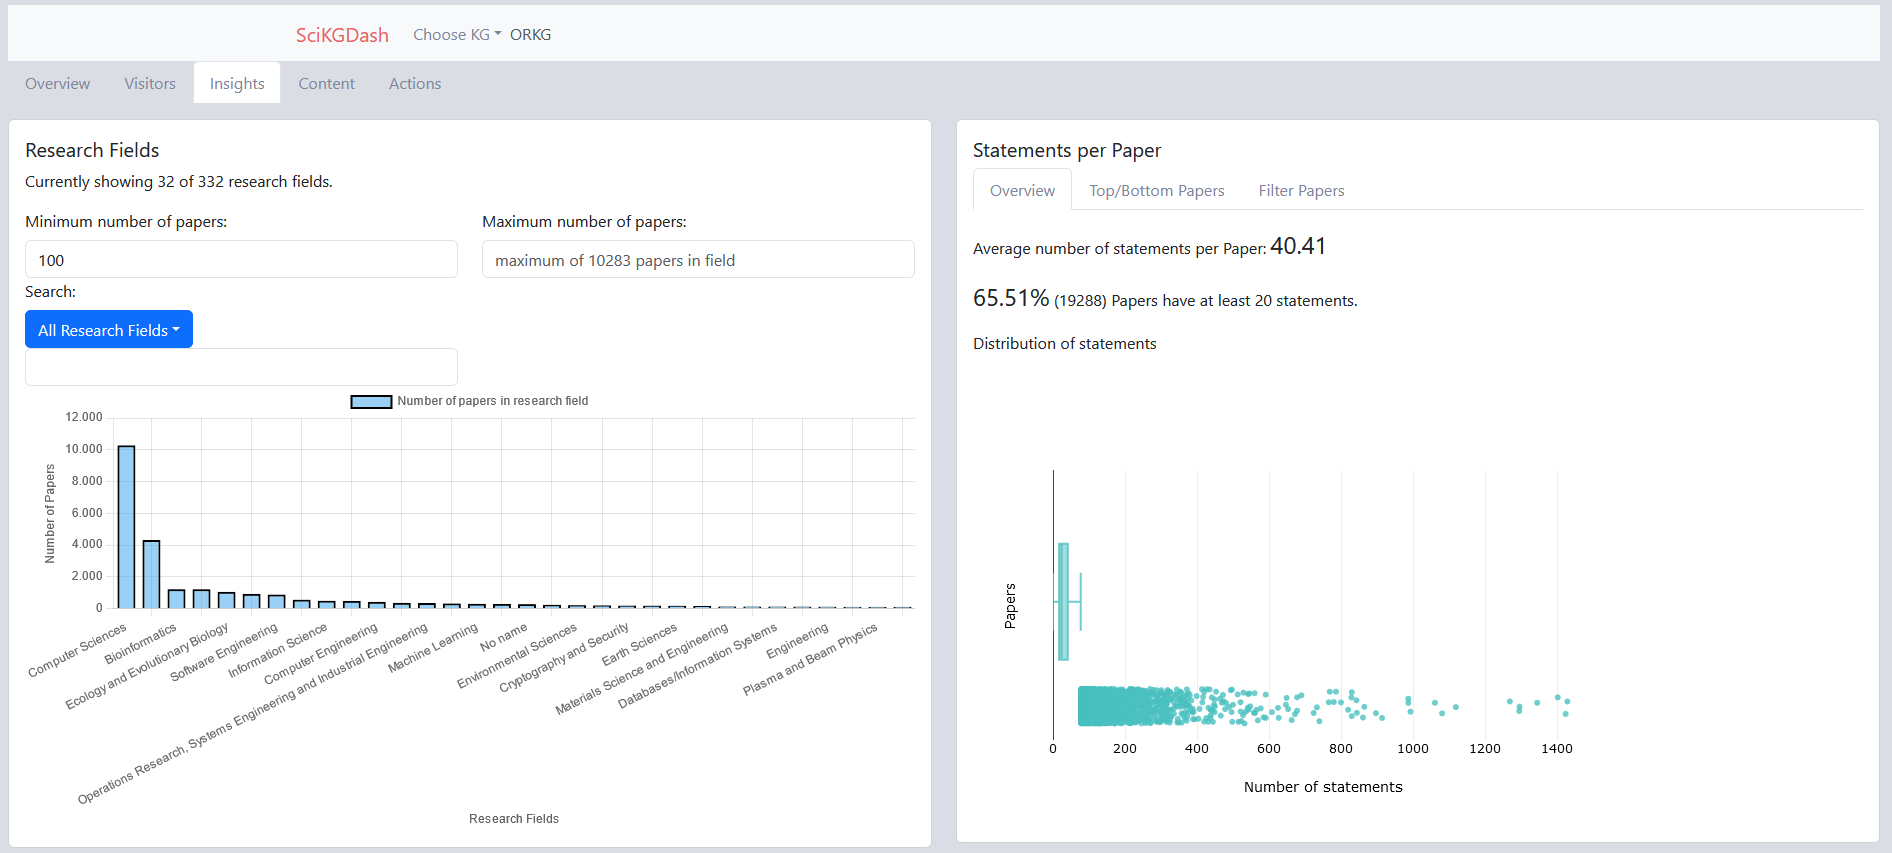 SciKGDash Choose KG ORKG
Overview Visitors Insights Content Actions
Research Fields
Currently showing 32 of 332 research fields.
Minimum number of papers:
Maximum number of papers:
100
maximum of 10283 papers in field
Search:
All Research Fields
Number of papers in research field
12.000
10.000
8.000
6.000
4.000
2.000
0
Number of Papers
Computer Sciences
Bioinformatics
Ecology and Evolutionary Biology
Software Engineering
Information Science
Computer Engineering
Operations Research, Systems Engineering and Industrial Engineering
Machine Learning
No name
Environmental Sciences
Cryptography and Security
Earth Sciences
Materials Science and Engineering
Databases/Information Systems
Engineering
Plasma and Beam Physics
Research Fields
Statements per Paper
Overview Top/Bottom Papers Filter Papers
Average number of statements per Paper: 40.41
65.51% (19288) Papers have at least 20 statements.
Distribution of statements
Papers
0 200 400 600 800 1000 1200 1400
Number of statements